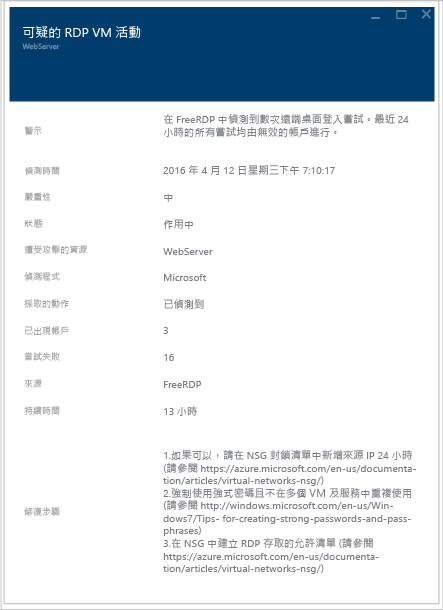 可疑的 RDP VM 活動
WebServer
警示
在 FreeRDP 中偵測到數次遠端桌面登入嘗試。最近 24
小時的所有嘗試均由無效的帳戶進行。
偵測時間
2016 年 4 月 12 日星期三下午 7:10:17
嚴重性
中
狀態
作用中
遭受攻擊的資源
WebServer
偵測程式
Microsoft
採取的動作
已偵測到
已出現帳戶
3
嘗試失敗
16
來源
FreeRDP
持續時間
13 小時
修復步驟
1.如果可以，請在 NSG 封鎖清單中新增來源 IP 24 小時
(請參閱 https://azure.microsoft.com/en-us/documenta-
tion/articles/virtual-networks-nsg/)
2.強制使用強式密碼且不在多個 VM 及服務中重複使用
(請參閱 http://windows.microsoft.com/en-us/Win-
dows7/Tips- for-creating-strong-passwords-and-pass-
phrases)
3.在 NSG 中建立 RDP 存取的允許清單 (請參閱
https://azure.microsoft.com/en-us/documenta-
tion/articles/virtual-networks-nsg/)